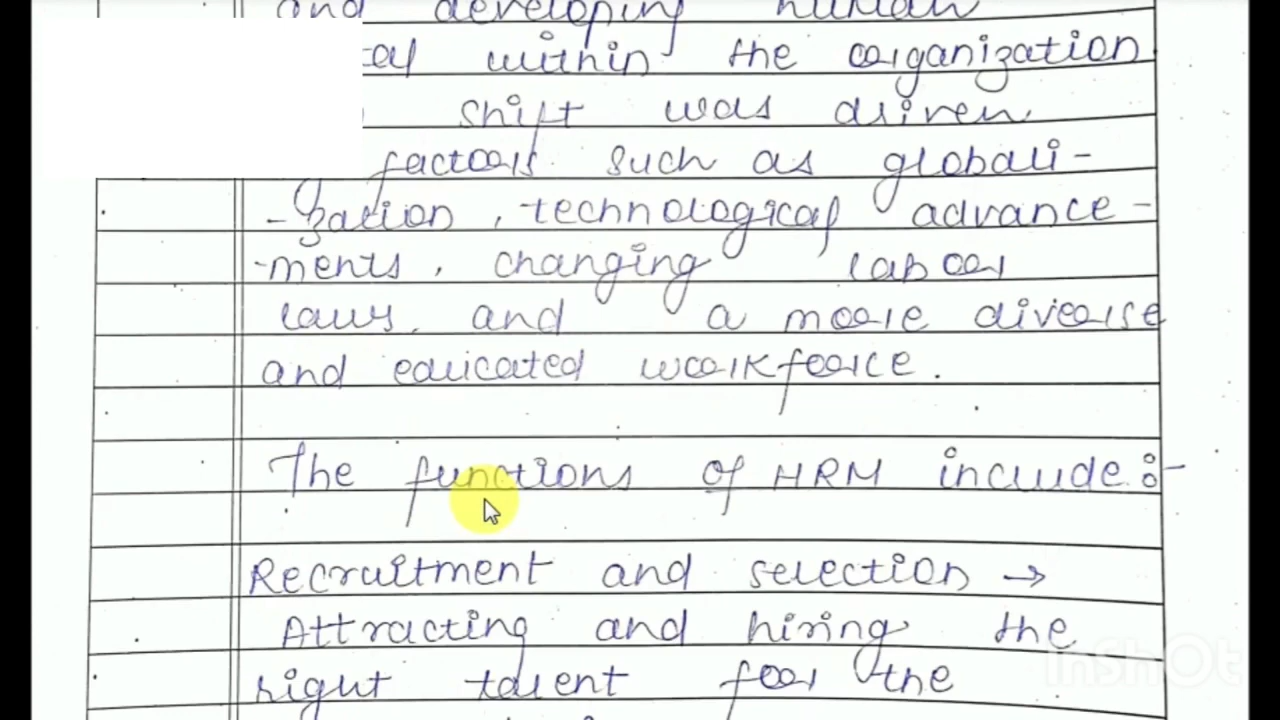 and developing human
within the organization
shift was driven
factors such as globali-
-zation, technological advance-
-ments, changing labor
laws, and a more diverse
and educated workforce.
The functions of HRM include :-
Recruitment and selection →
Attracting and hiring the
right talent for the
InShOt